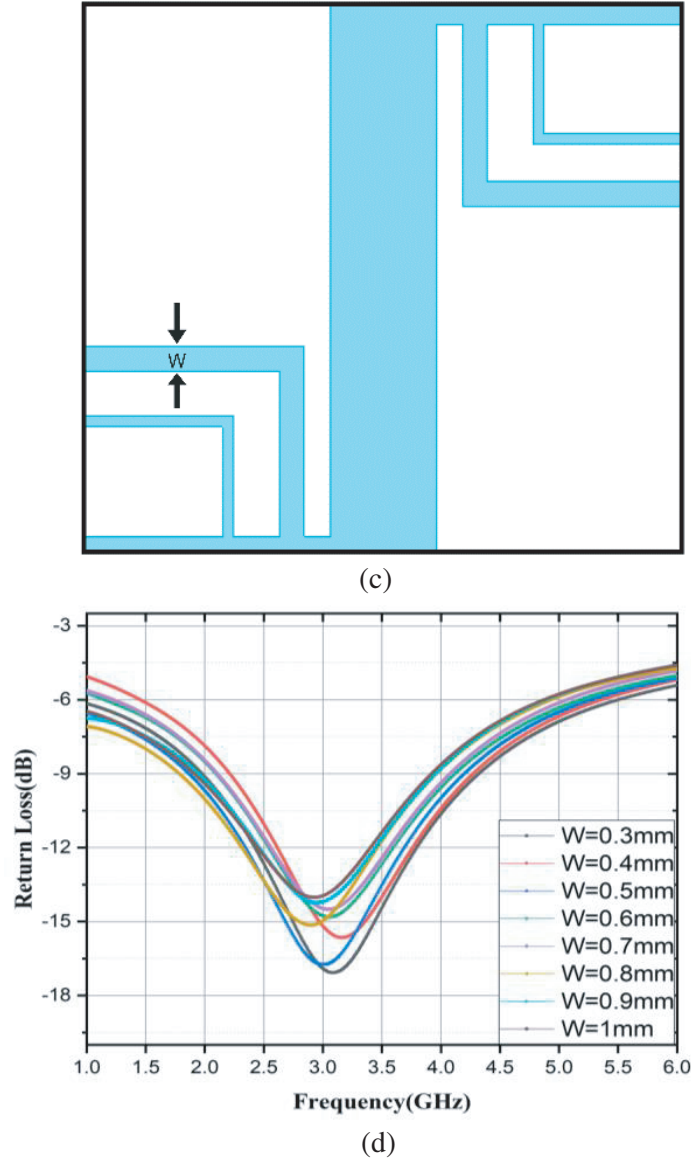 W
(c)
-3
-6
-9
-12
-15
-18
Return Loss(dB)
W=0.3mm
W=0.4mm
W=0.5mm
W=0.6mm
W=0.7mm
W=0.8mm
W=0.9mm
W=1mm
1.0 1.5 2.0 2.5 3.0 3.5 4.0 4.5 5.0 5.5 6.0
Frequency(GHz)
(d)